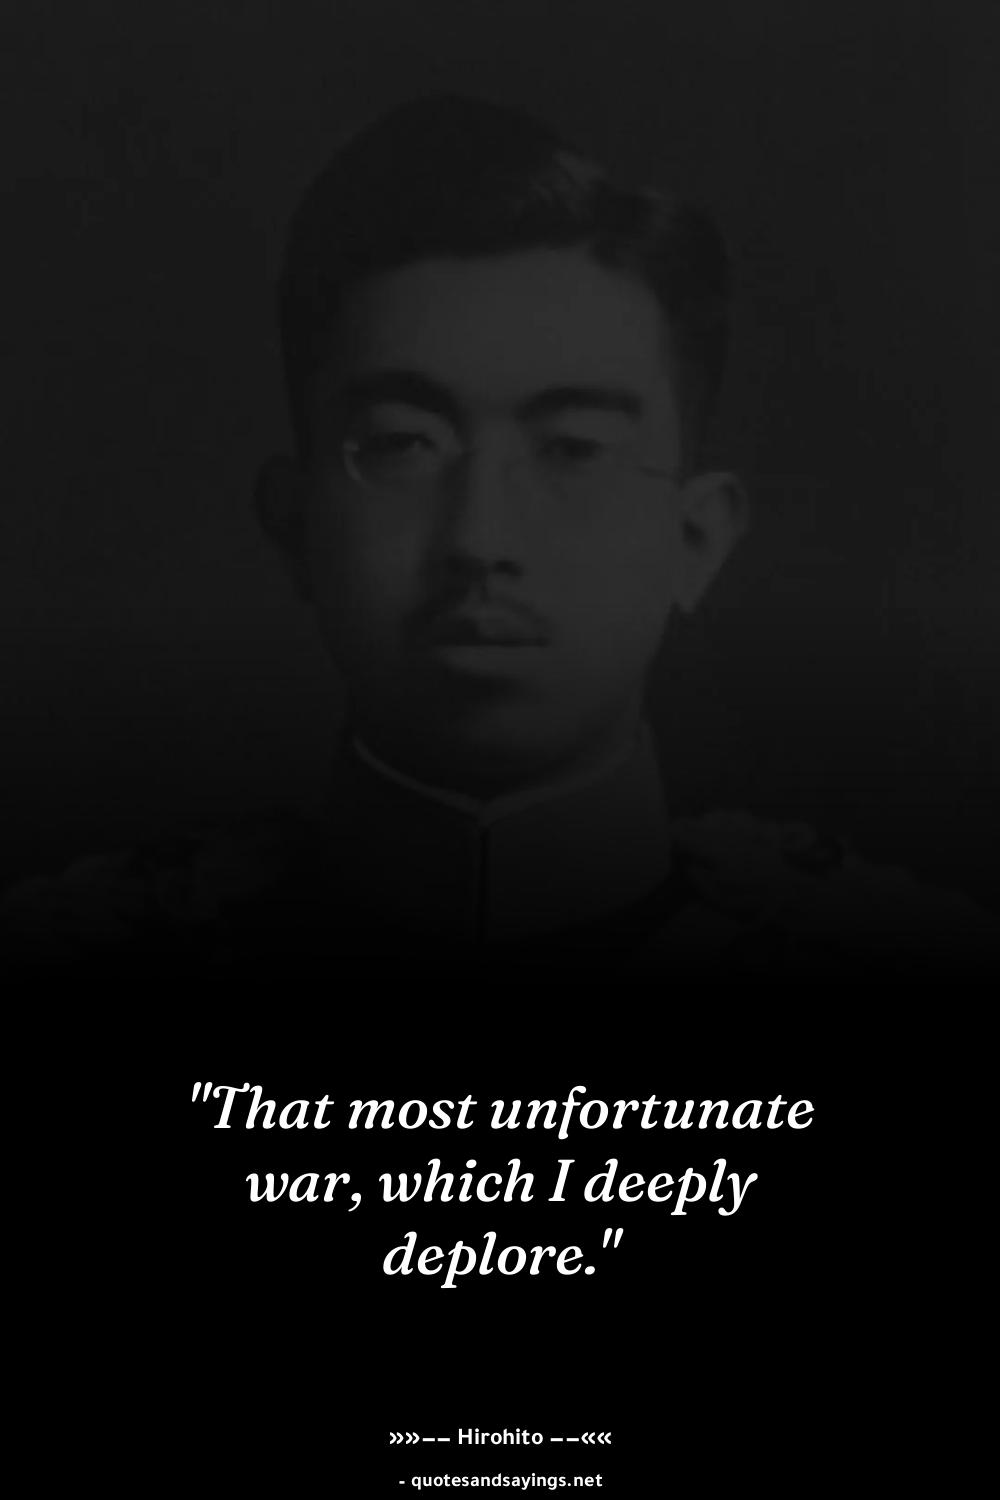 "That most unfortunate
war, which I deeply
deplore."
»»−− Hirohito −−««
- quotesandsayings.net